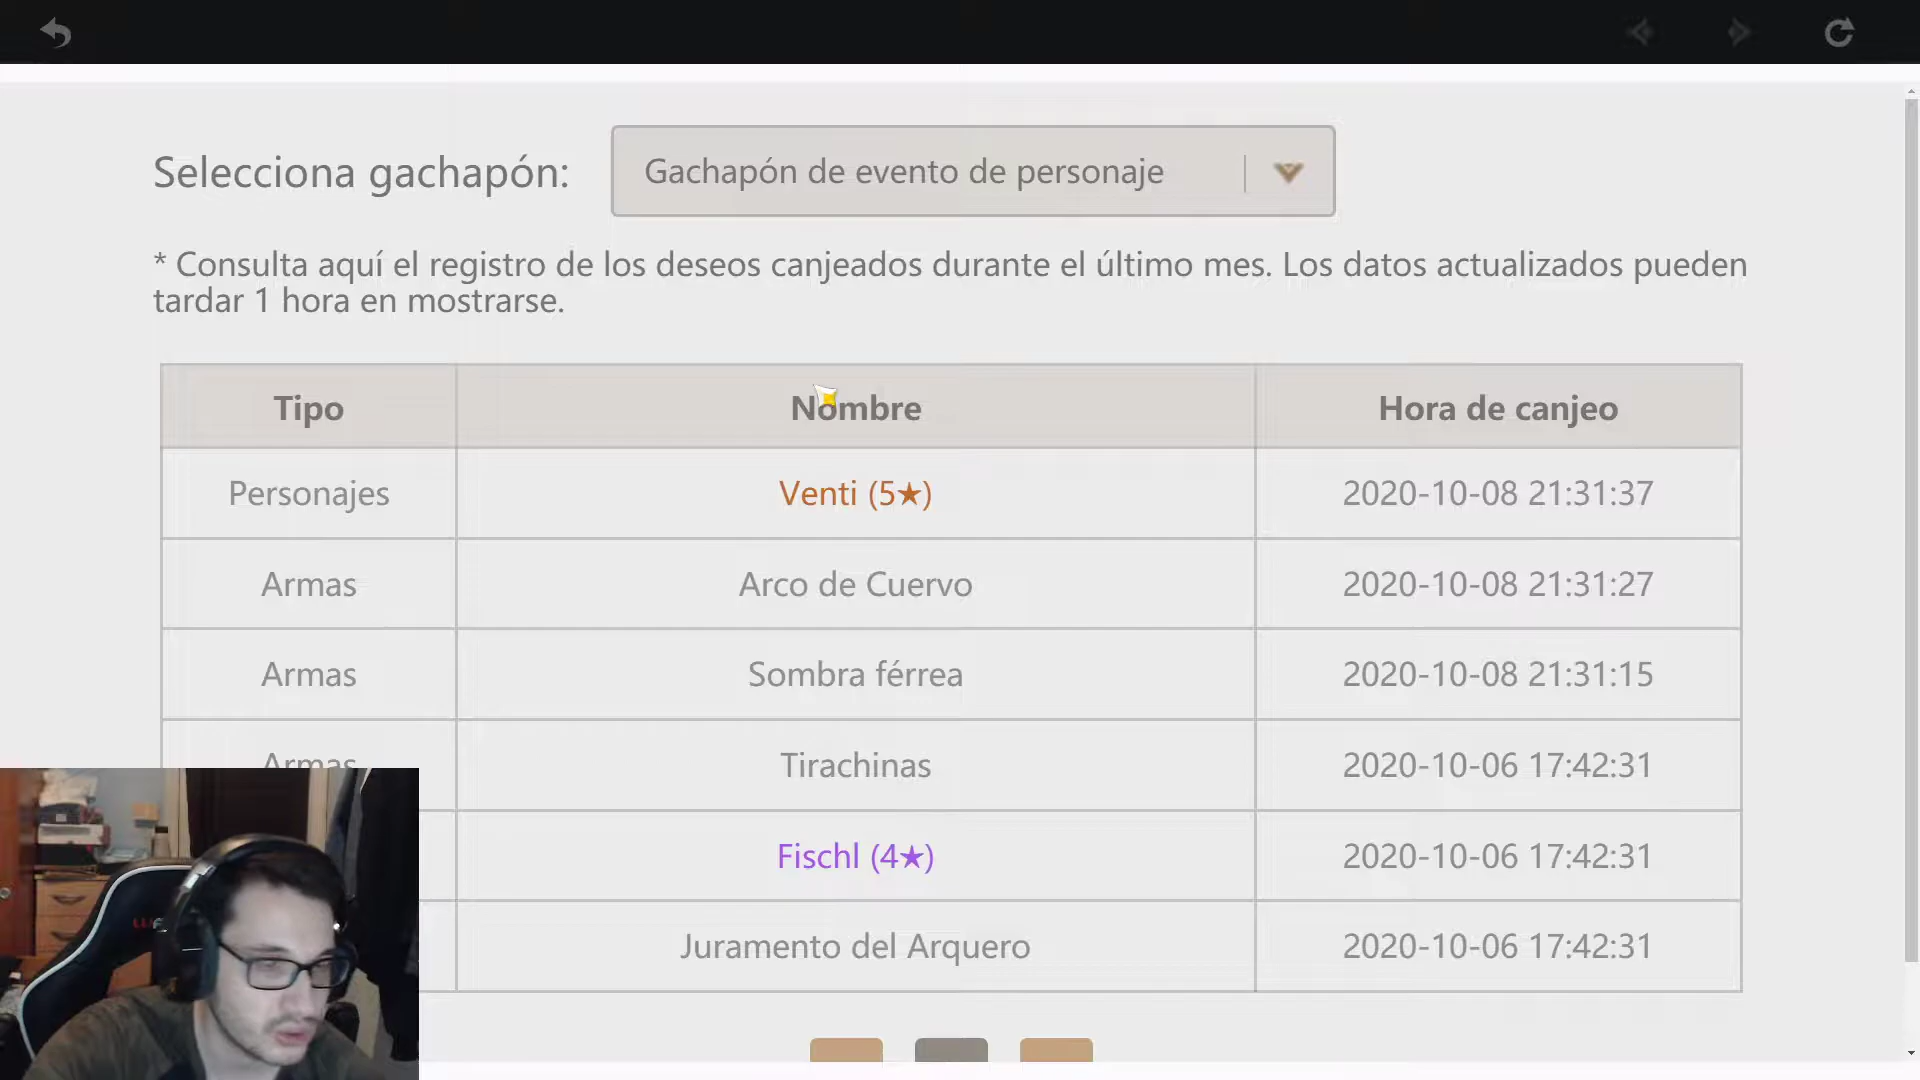 Selecciona gachapón:
Gachapón de evento de personaje
* Consulta aquí el registro de los deseos canjeados durante el último mes. Los datos actualizados pueden
tardar 1 hora en mostrarse.
Tipo Nombre Hora de canjeo
Personajes Venti (5★) 2020-10-08 21:31:37
Armas Arco de Cuervo 2020-10-08 21:31:27
Armas Sombra férrea 2020-10-08 21:31:15
Armas Tirachinas 2020-10-06 17:42:31
Fischl (4★) 2020-10-06 17:42:31
Juramento del Arquero 2020-10-06 17:42:31